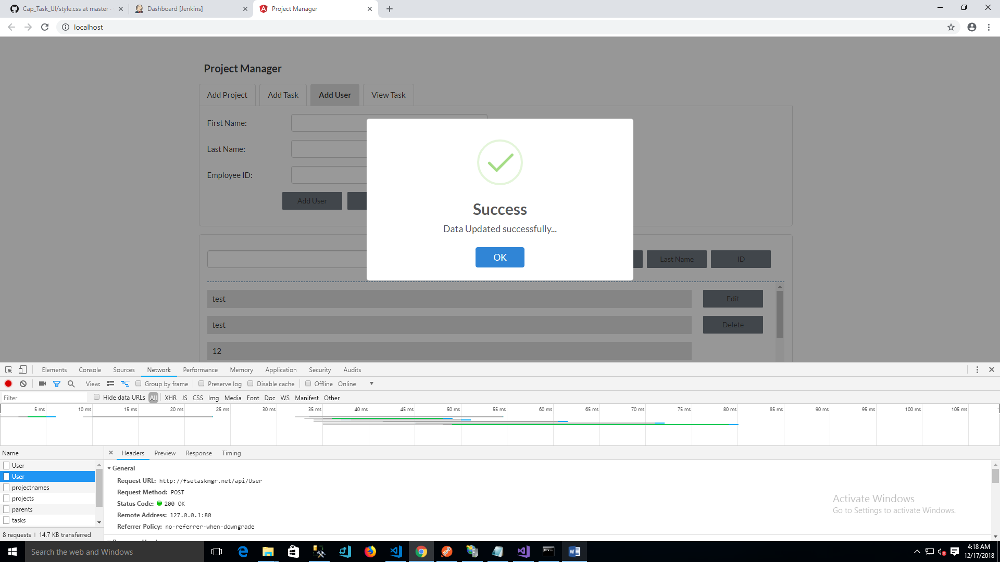 Cap_Task_UI/style.css at master
Dashboard [Jenkins]
Project Manager
localhost
Project Manager
Add Project
Add Task
Add User
View Task
First Name:
Last Name:
Employee ID:
Add User
Success
Data Updated successfully...
OK
Last Name
ID
test
Edit
test
Delete
12
Elements Console Sources Network Performance Memory Application Security Audits
View: Group by frame Preserve log Disable cache Offline Online
Filter Hide data URLs All XHR JS CSS Img Media Font Doc WS Manifest Other
5 ms 10 ms 15 ms 20 ms 25 ms 30 ms 35 ms 40 ms 45 ms 50 ms 55 ms 60 ms 65 ms 70 ms 75 ms 80 ms 85 ms 90 ms 95 ms 100 ms 105 ms
Name
Headers Preview Response Timing
User
User
projectnames
projects
parents
tasks
8 requests | 14.7 KB transferred
General
Request URL: http://fsetaskmgr.net/api/User
Request Method: POST
Status Code: 200 OK
Remote Address: 127.0.0.1:80
Referrer Policy: no-referrer-when-downgrade
Activate Windows
Go to Settings to activate Windows.
Search the web and Windows
4:18 AM
12/17/2018